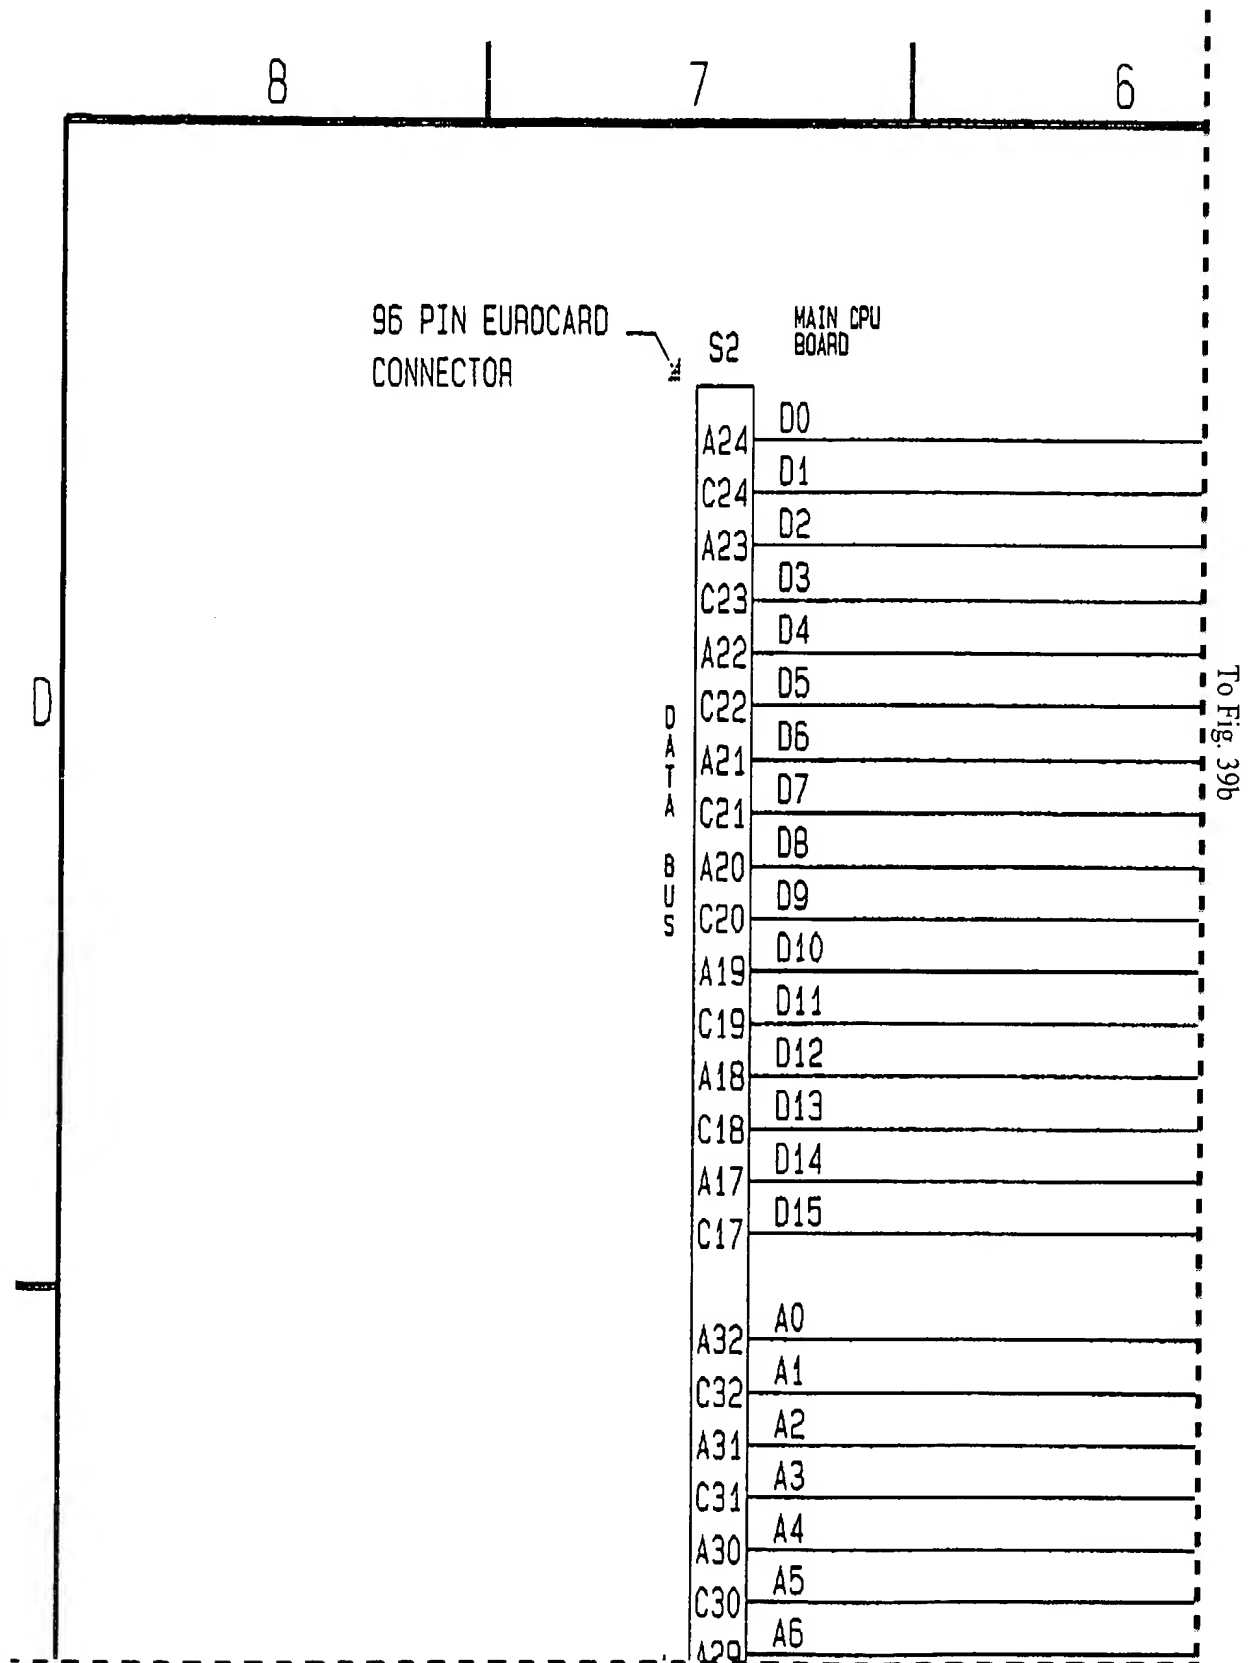 8 7 6
96 PIN EUROCARD
CONNECTOR
S2
MAIN CPU
BOARD
A24 D0
C24 D1
A23 D2
C23 D3
A22 D4
C22 D5
A21 D6
C21 D7
A20 D8
C20 D9
A19 D10
C19 D11
A18 D12
C18 D13
A17 D14
C17 D15
A32 A0
C32 A1
A31 A2
C31 A3
A30 A4
C30 A5
A29 A6
DATA BUS
D
To Fig. 39b